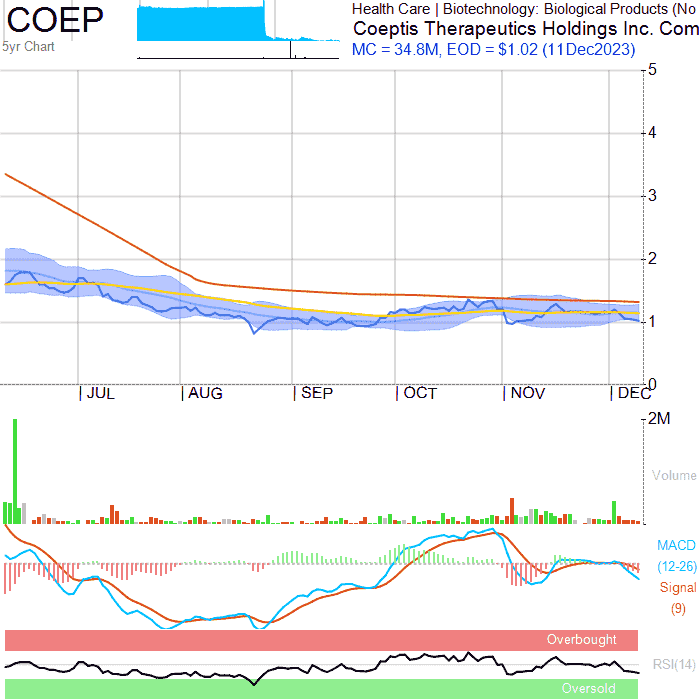 COEP
5yr Chart
Health Care | Biotechnology: Biological Products (No
Coeptis Therapeutics Holdings Inc. Com
MC = 34.8M, EOD = $1.02 (11Dec2023)
5
4
3
2
1
0
JUL
AUG
SEP
OCT
NOV
DEC
2M
Volume
MACD
(12-26)
Signal
(9)
Overbought
RSI(14)
Oversold